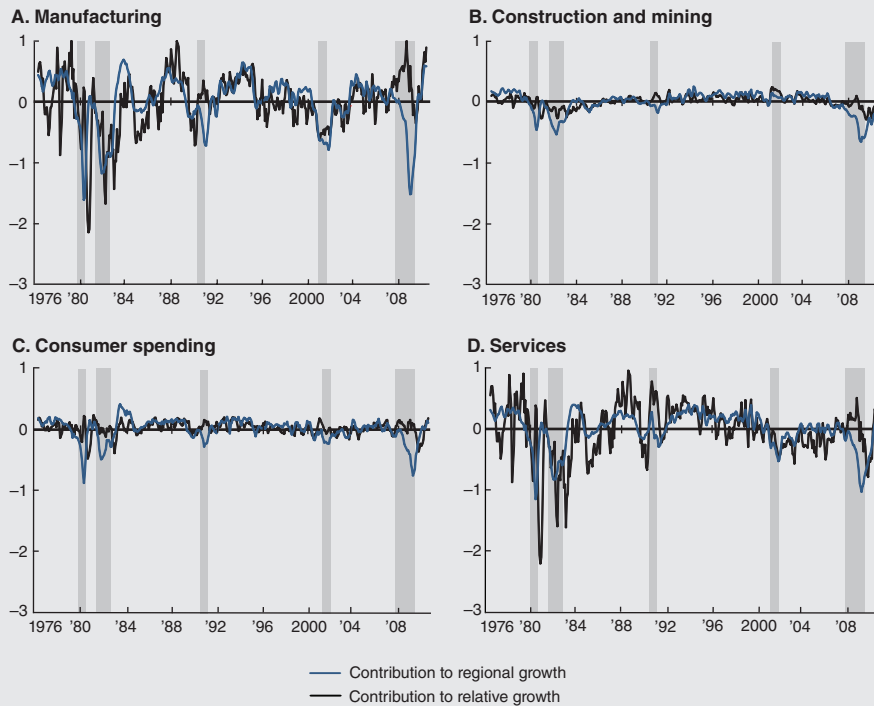 A. Manufacturing
1
0
–1
–2
–3
1976 ’80 ’84 ’88 ’92 ’96 2000 ’04 ’08
B. Construction and mining
1
0
–1
–2
–3
1976 ’80 ’84 ’88 ’92 ’96 2000 ’04 ’08
C. Consumer spending
1
0
–1
–2
–3
1976 ’80 ’84 ’88 ’92 ’96 2000 ’04 ’08
D. Services
1
0
–1
–2
–3
1976 ’80 ’84 ’88 ’92 ’96 2000 ’04 ’08
Contribution to regional growth
Contribution to relative growth